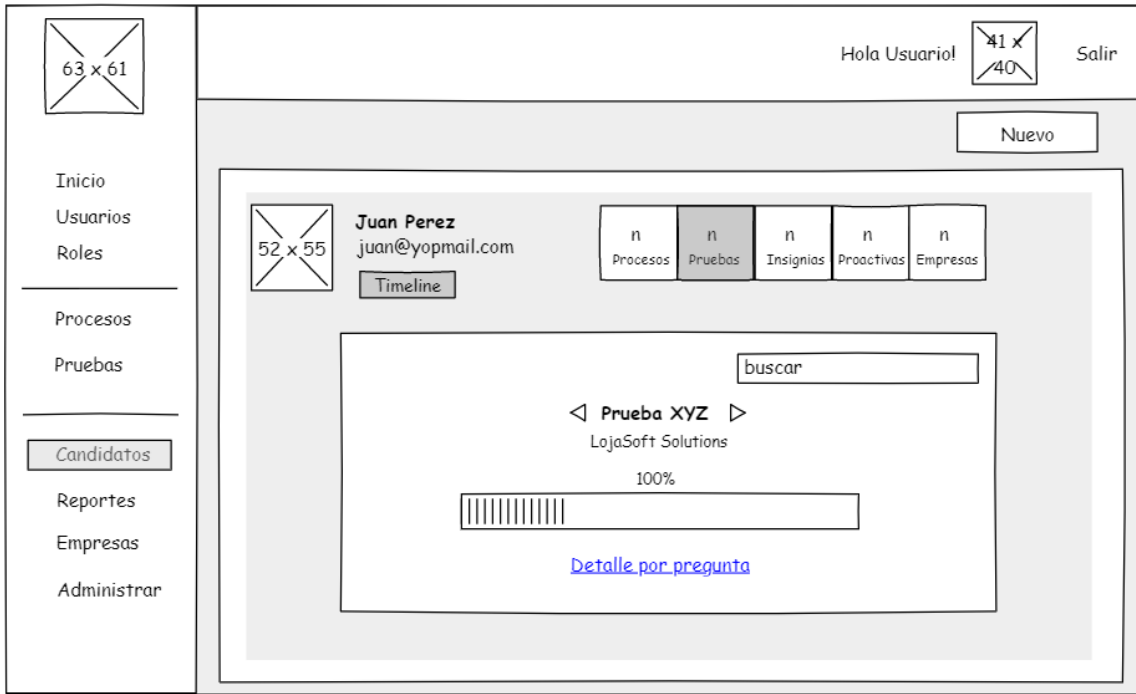 63 x 61
Hola Usuario!
41 x
40
Salir
Nuevo
Inicio
Usuarios
Roles
Procesos
Pruebas
Candidatos
Reportes
Empresas
Administrar
52 x 55
Juan Perez
juan@yopmail.com
Timeline
n
Procesos
n
Pruebas
n
Insignias
n
Proactivas
n
Empresas
buscar
Prueba XYZ
LojaSoft Solutions
100%
Detalle por pregunta